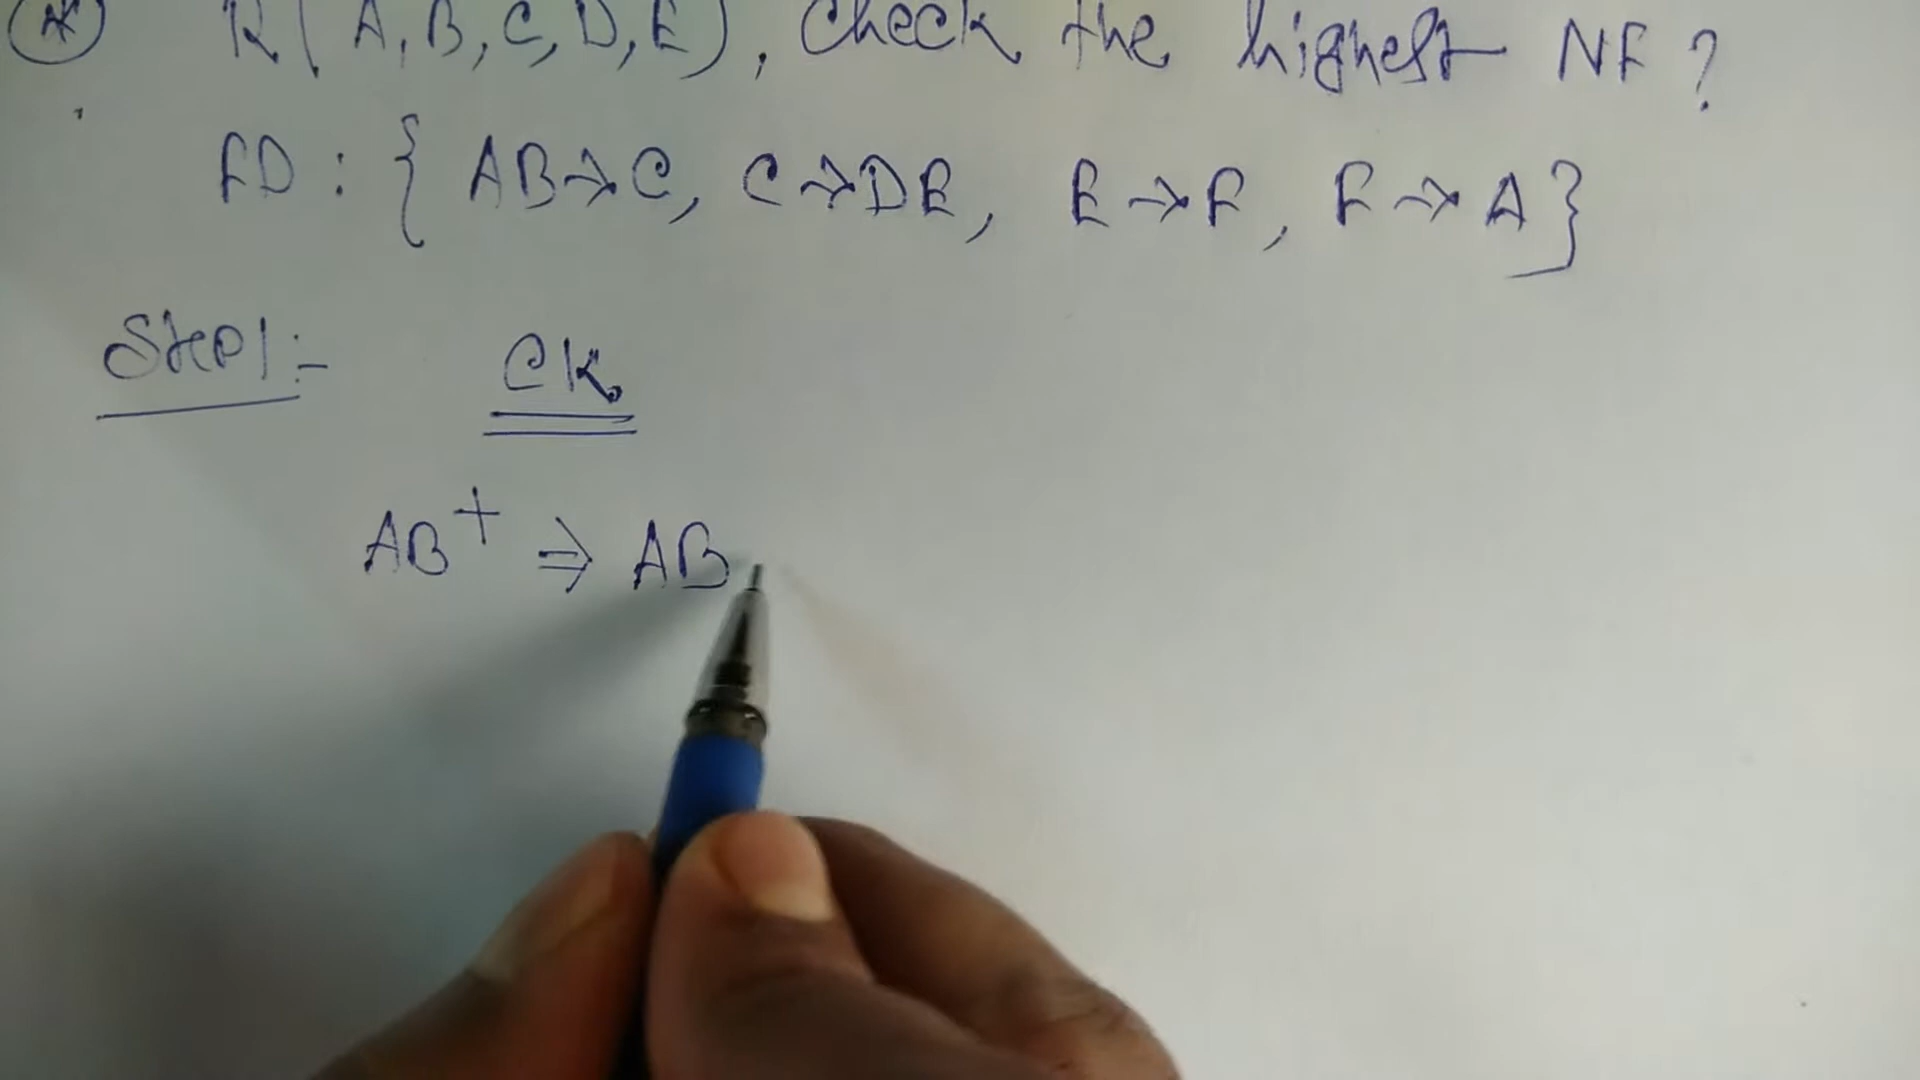 * R(A,B,C,D,E), Check the highest NF?
FD : { AB→C, C→DE, E→F, F→A}
Step1:- CK
AB⁺ ⇒ AB